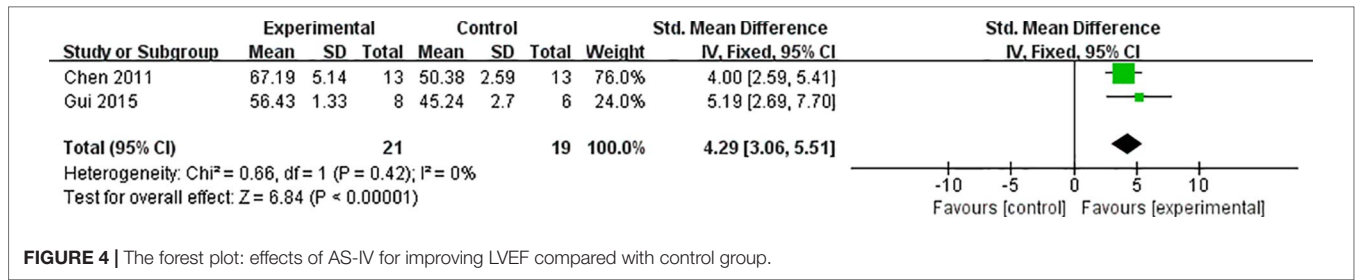 Experimental Control Std. Mean Difference Std. Mean Difference
Study or Subgroup Mean SD Total Mean SD Total Weight IV, Fixed, 95% CI IV, Fixed, 95% CI
Chen 2011 67.19 5.14 13 50.38 2.59 13 76.0% 4.00 [2.59, 5.41]
Gui 2015 56.43 1.33 8 45.24 2.7 6 24.0% 5.19 [2.69, 7.70]
Total (95% CI) 21 19 100.0% 4.29 [3.06, 5.51]
Heterogeneity: Chi² = 0.66, df = 1 (P = 0.42); I² = 0%
Test for overall effect: Z = 6.84 (P < 0.00001)
-10 -5 0 5 10
Favours [control] Favours [experimental]
FIGURE 4 | The forest plot: effects of AS-IV for improving LVEF compared with control group.